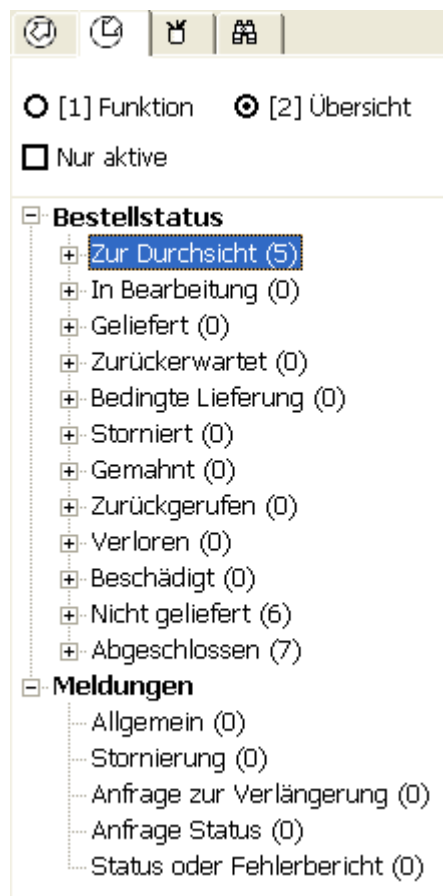 [1] Funktion [2] Übersicht
Nur aktive
Bestellstatus
Zur Durchsicht (5)
In Bearbeitung (0)
Geliefert (0)
Zurückerwartet (0)
Bedingte Lieferung (0)
Storniert (0)
Gemahnt (0)
Zurückgerufen (0)
Verloren (0)
Beschädigt (0)
Nicht geliefert (6)
Abgeschlossen (7)
Meldungen
Allgemein (0)
Stornierung (0)
Anfrage zur Verlängerung (0)
Anfrage Status (0)
Status oder Fehlerbericht (0)